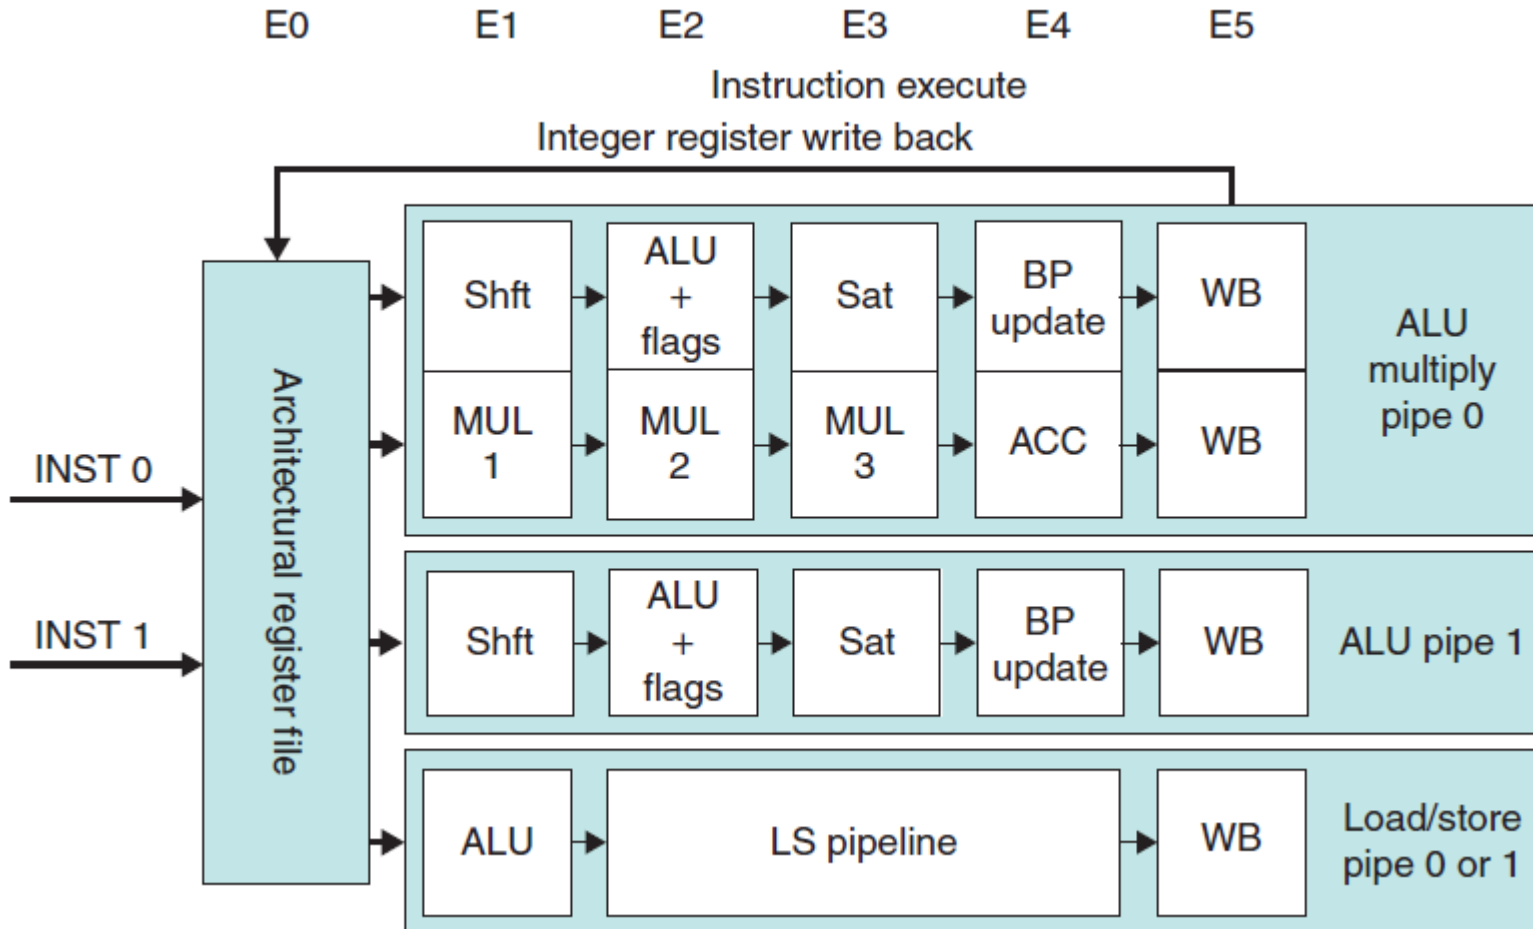 E0 E1 E2 E3 E4 E5
Instruction execute
Integer register write back
INST 0
INST 1
Architectural register file
Shft
ALU
+
flags
Sat
BP
update
WB
MUL
1
MUL
2
MUL
3
ACC
WB
ALU
multiply
pipe 0
Shft
ALU
+
flags
Sat
BP
update
WB
ALU pipe 1
ALU
LS pipeline
WB
Load/store
pipe 0 or 1